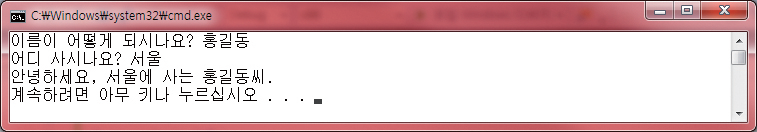 C:₩Windows₩system32₩cmd.exe
이름이 어떻게 되시나요? 홍길동
어디 사시나요? 서울
안녕하세요, 서울에 사는 홍길동씨.
계속하려면 아무 키나 누르십시오 . . .